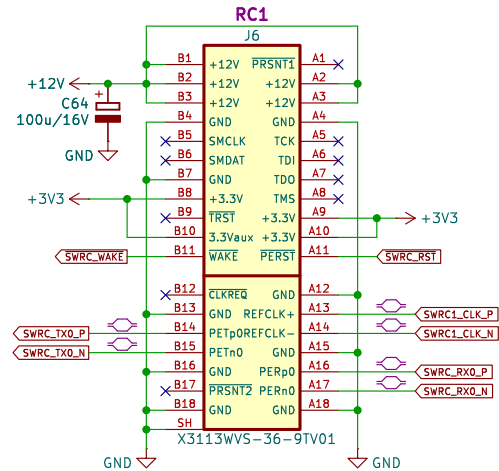 RC1
J6
B1 +12V PRSNT1 A1
+12V B2 +12V +12V A2
B3 +12V +12V A3
C64
100u/16V
B4 GND GND A4
B5 SMCLK TCK A5
GND B6 SMDAT TDI A6
B7 GND TDO A7
+3V3 B8 +3.3V TMS A8
B9 TRST +3.3V A9 +3V3
B10 3.3Vaux +3.3V A10
SWRC_WAKE B11 WAKE PERST A11 SWRC_RST
B12 CLKREQ GND A12
B13 GND REFCLK+ A13 SWRC1_CLK_P
SWRC_TX0_P B14 PETp0 REFCLK- A14 SWRC1_CLK_N
SWRC_TX0_N B15 PETn0 GND A15
B16 GND PERp0 A16 SWRC_RX0_P
B17 PRSNT2 PERn0 A17 SWRC_RX0_N
B18 GND GND A18
SH
X3113WVS-36-9TV01
GND GND